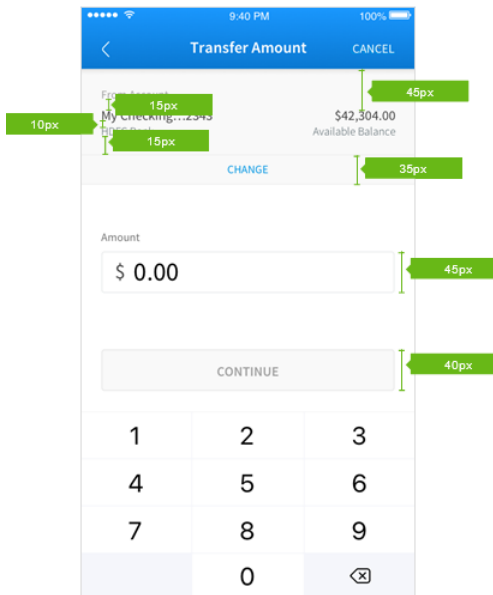 9:40 PM 100%
Transfer Amount CANCEL
45px
From Account
15px
My Checking...2343 $42,304.00
10px
Available Balance
15px
CHANGE
35px
Amount
$ 0.00
45px
CONTINUE
40px
1 2 3
4 5 6
7 8 9
0